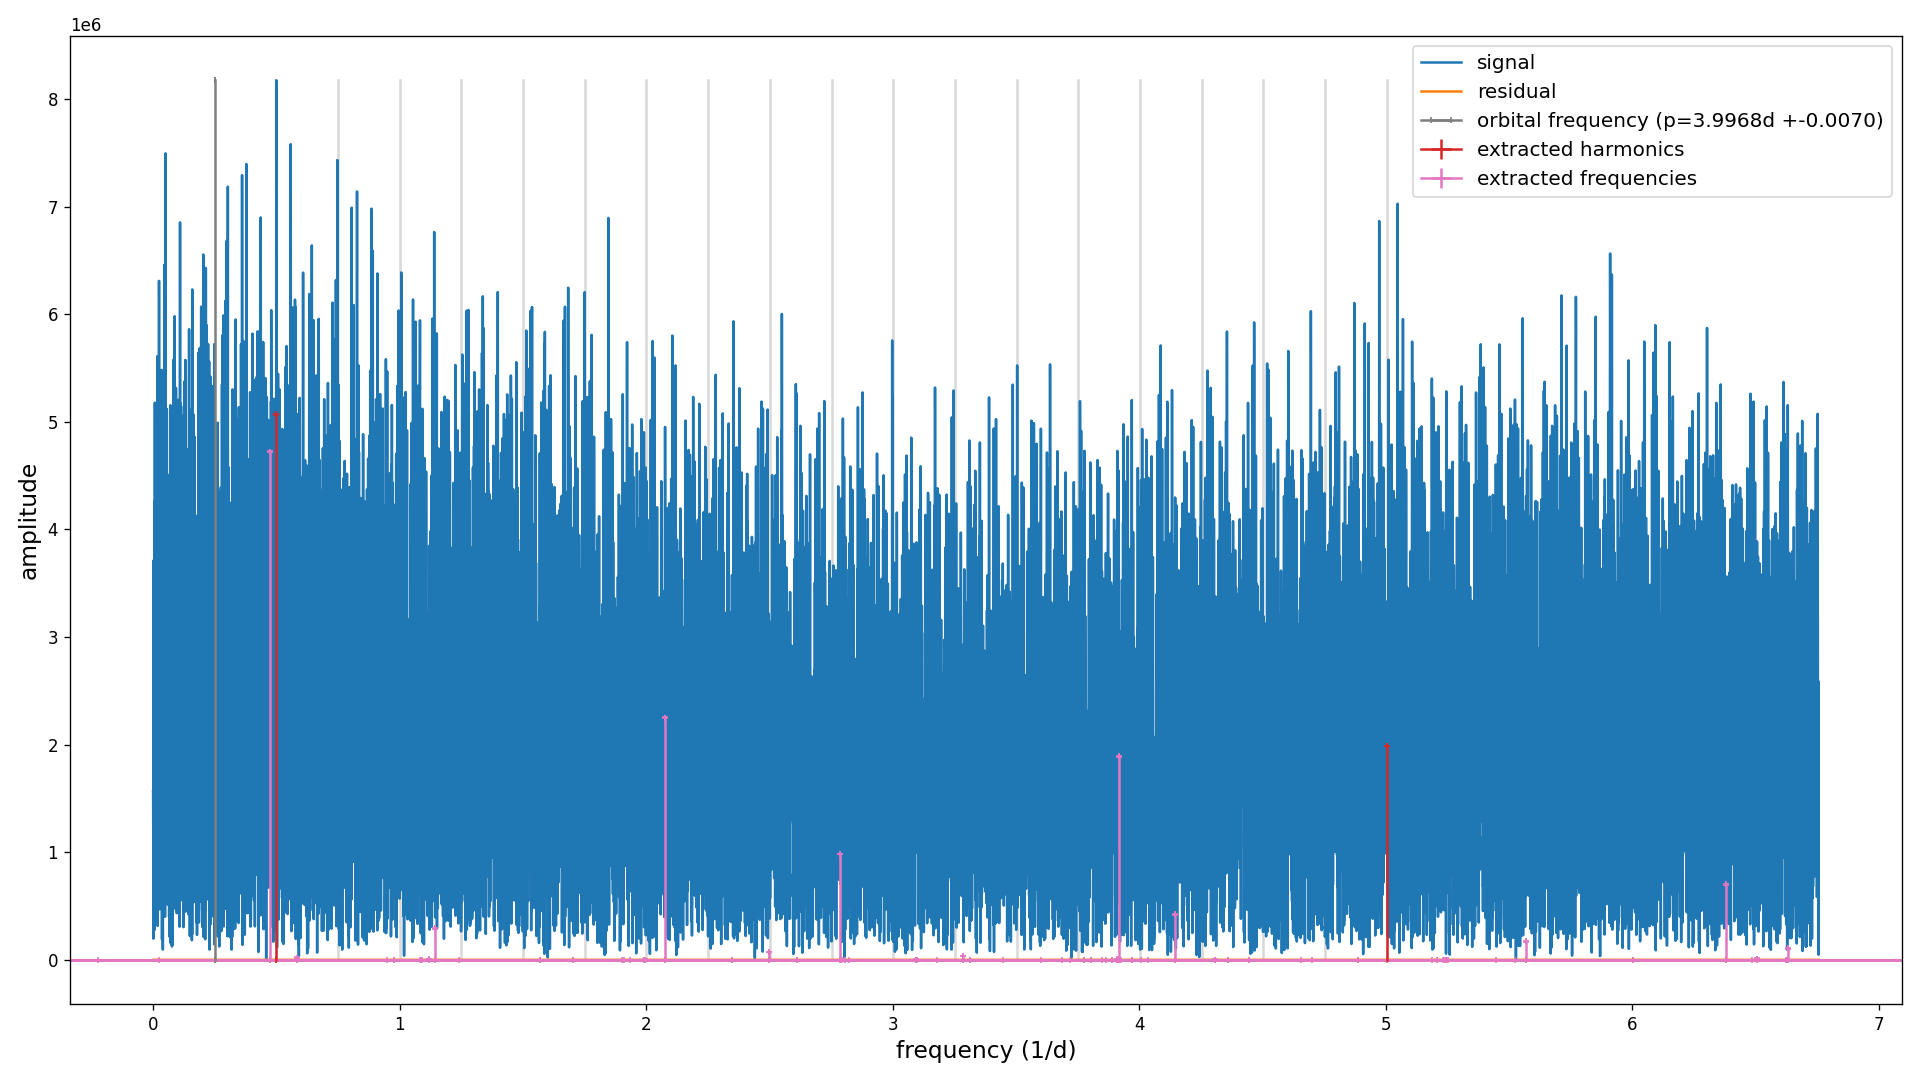 1e6
signal
residual
orbital frequency (p=3.9968d +-0.0070)
extracted harmonics
extracted frequencies
8
7
6
5
4
3
2
1
0
amplitude
0 1 2 3 4 5 6 7
frequency (1/d)